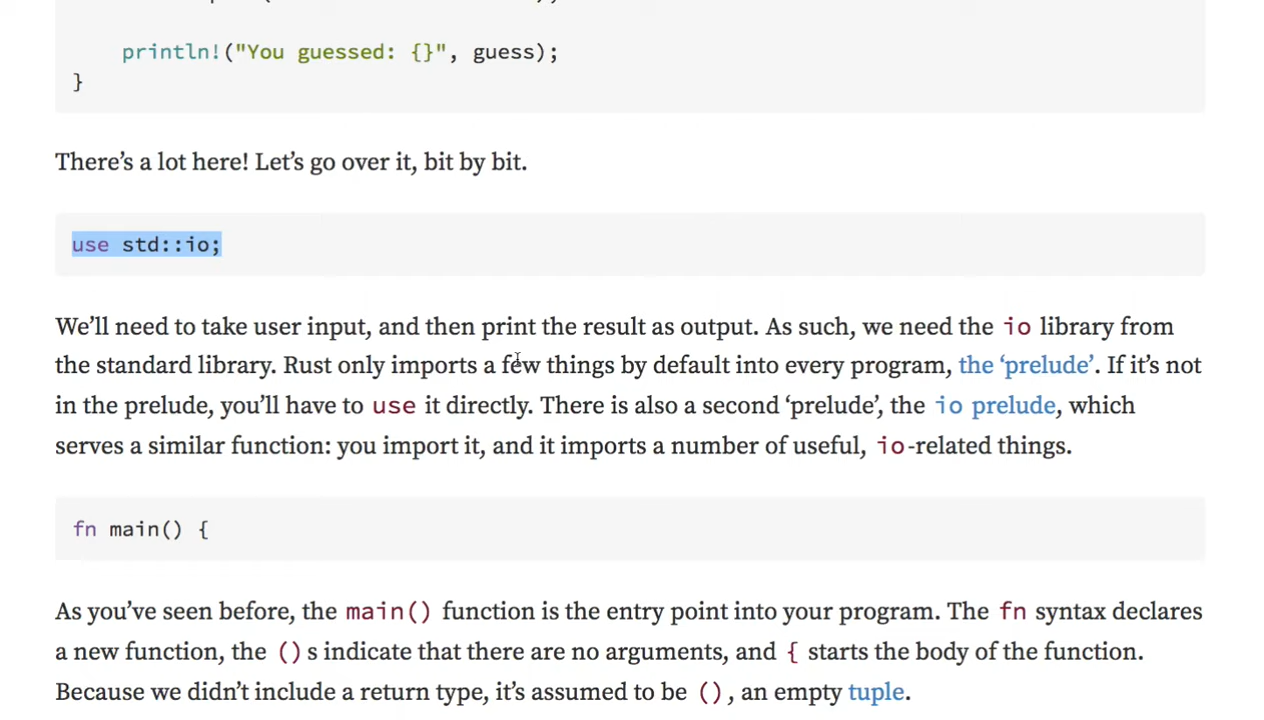 println!("You guessed: {}", guess);
}
There’s a lot here! Let’s go over it, bit by bit.
use std::io;
We’ll need to take user input, and then print the result as output. As such, we need the io library from
the standard library. Rust only imports a few things by default into every program, the ‘prelude’. If it’s not
in the prelude, you’ll have to use it directly. There is also a second ‘prelude’, the io prelude, which
serves a similar function: you import it, and it imports a number of useful, io-related things.
fn main() {
As you’ve seen before, the main() function is the entry point into your program. The fn syntax declares
a new function, the ()s indicate that there are no arguments, and { starts the body of the function.
Because we didn’t include a return type, it’s assumed to be (), an empty tuple.